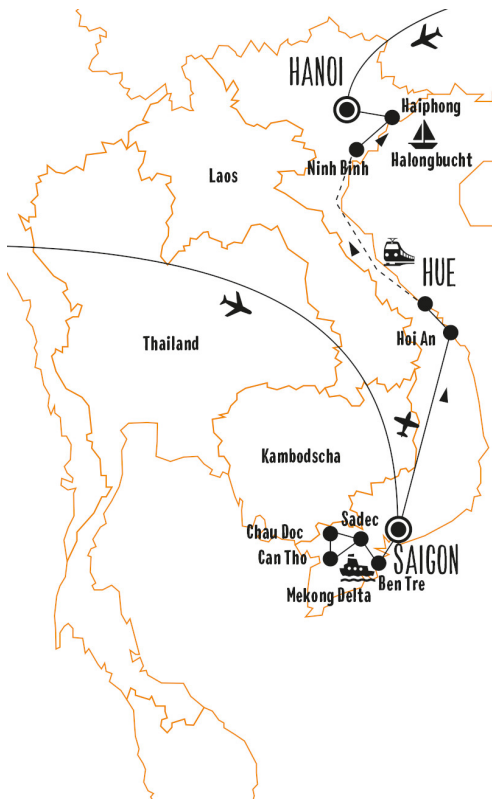 HANOI
Haiphong
Halongbucht
Ninh Binh
Laos
HUE
Hoi An
Thailand
Kambodscha
Sadec
Chau Doc
SAIGON
Can Tho
Ben Tre
Mekong Delta